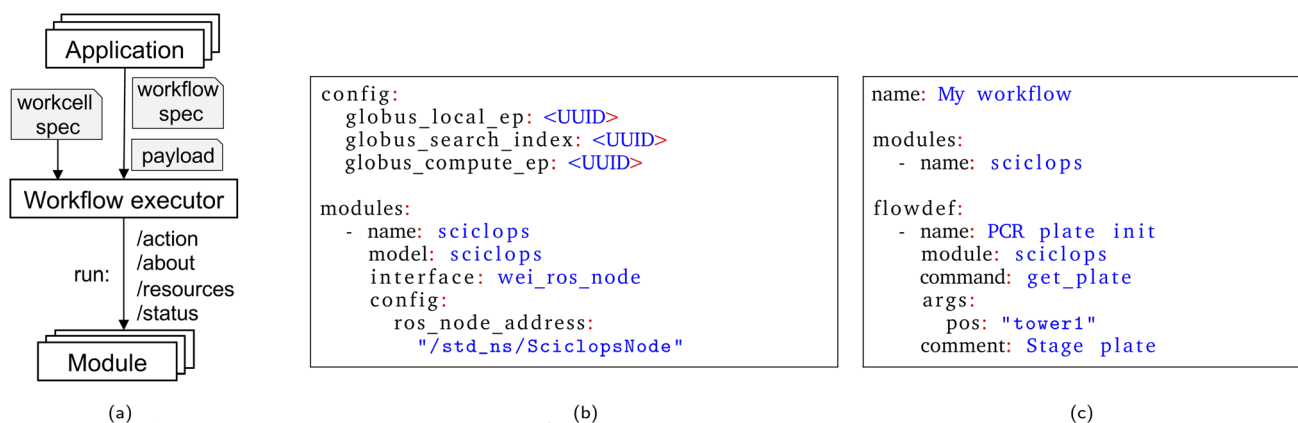 Application
workcell
spec
workflow
spec
payload
Workflow executor
run:
/action
/about
/resources
/status
Module
(a)
config:
globus_local_ep: <UUID>
globus_search_index: <UUID>
globus_compute_ep: <UUID>
modules:
- name: sciclops
model: sciclops
interface: wei_ros_node
config:
ros_node_address:
"/std_ns/SciclopsNode"
(b)
name: My workflow
modules:
- name: sciclops
flowdef:
- name: PCR plate init
module: sciclops
command: get_plate
args:
pos: "tower1"
comment: Stage plate
(c)